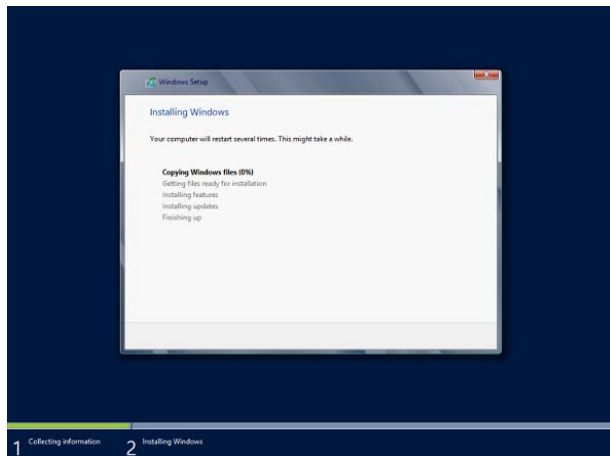 Windows Setup
Installing Windows
Your computer will restart several times. This might take a while.
Copying Windows files (0%)
Getting files ready for installation
Installing features
Installing updates
Finishing up
1 Collecting information
2 Installing Windows